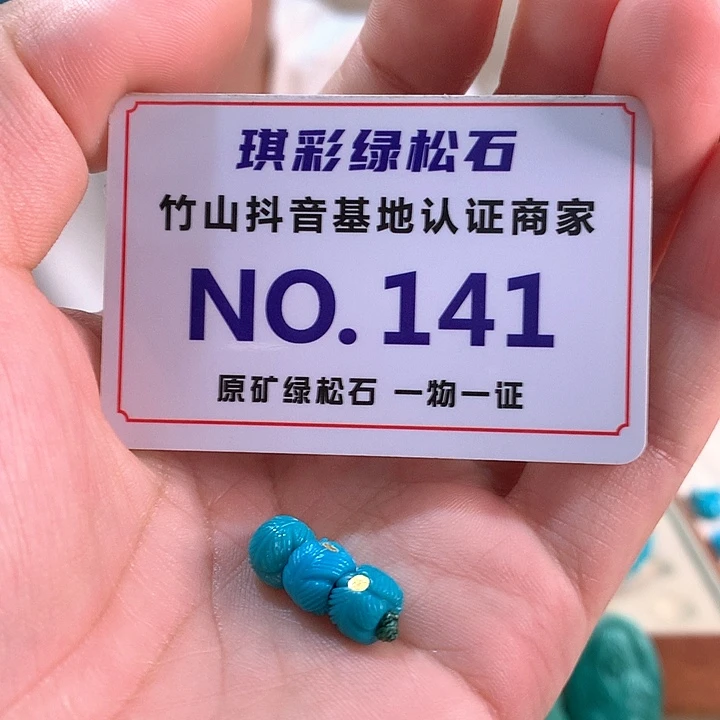 琪彩绿松石
竹山抖音基地认证商家
NO.141
原矿绿松石 一物一证